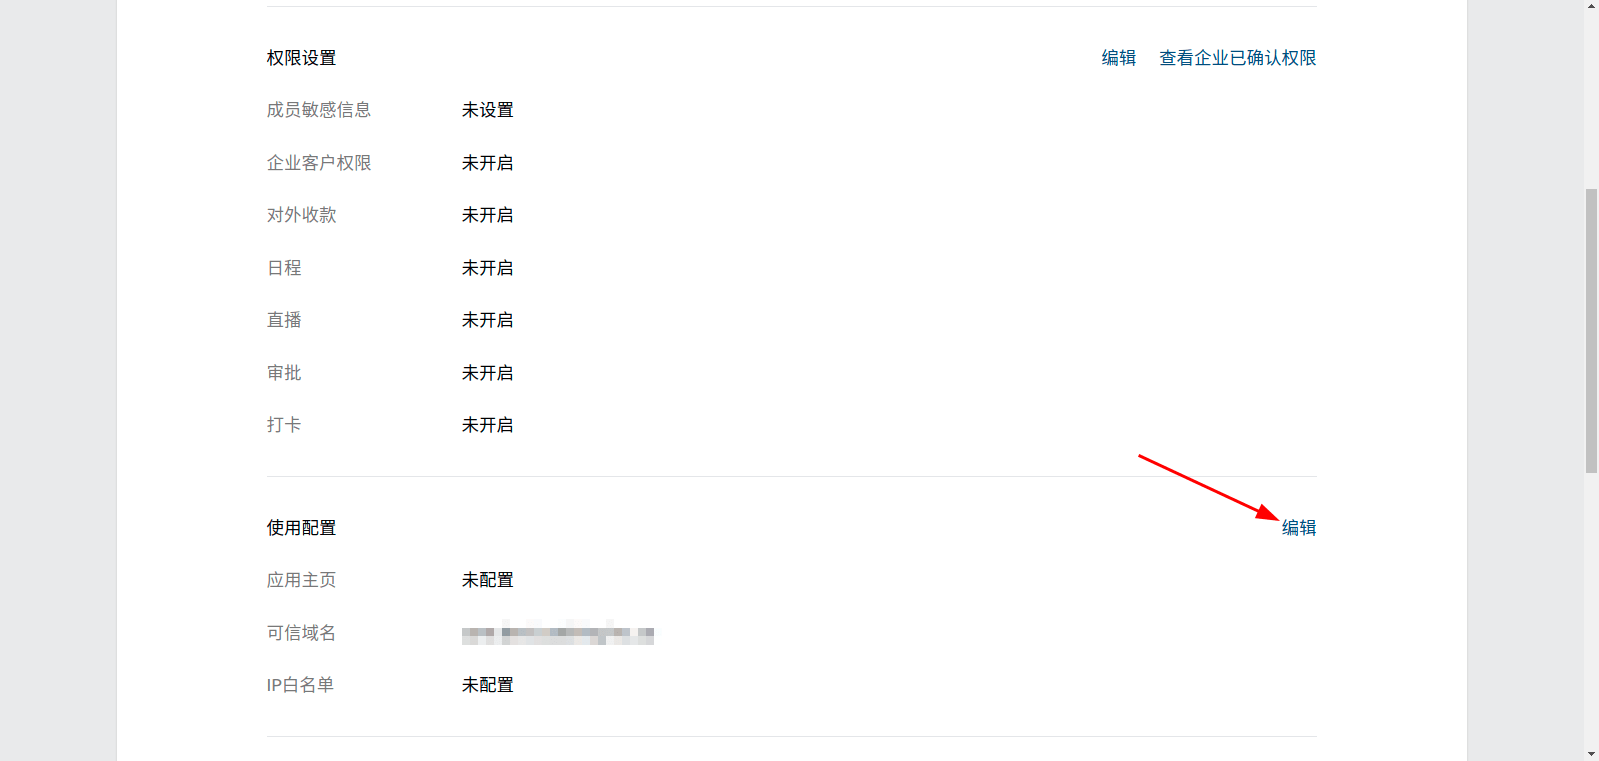 权限设置 编辑 查看企业已确认权限
成员敏感信息 未设置
企业客户权限 未开启
对外收款 未开启
日程 未开启
直播 未开启
审批 未开启
打卡 未开启
使用配置 编辑
应用主页 未配置
可信域名
IP白名单 未配置